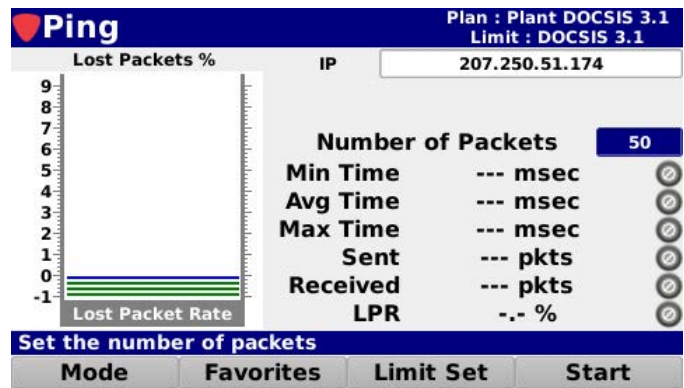 Ping
Plan : Plant DOCSIS 3.1
Limit : DOCSIS 3.1
Lost Packets %
9
8
7
6
5
4
3
2
1
0
-1
Lost Packet Rate
IP 207.250.51.174
Number of Packets 50
Min Time --- msec
Avg Time --- msec
Max Time --- msec
Sent --- pkts
Received --- pkts
LPR -.- %
Set the number of packets
Mode Favorites Limit Set Start